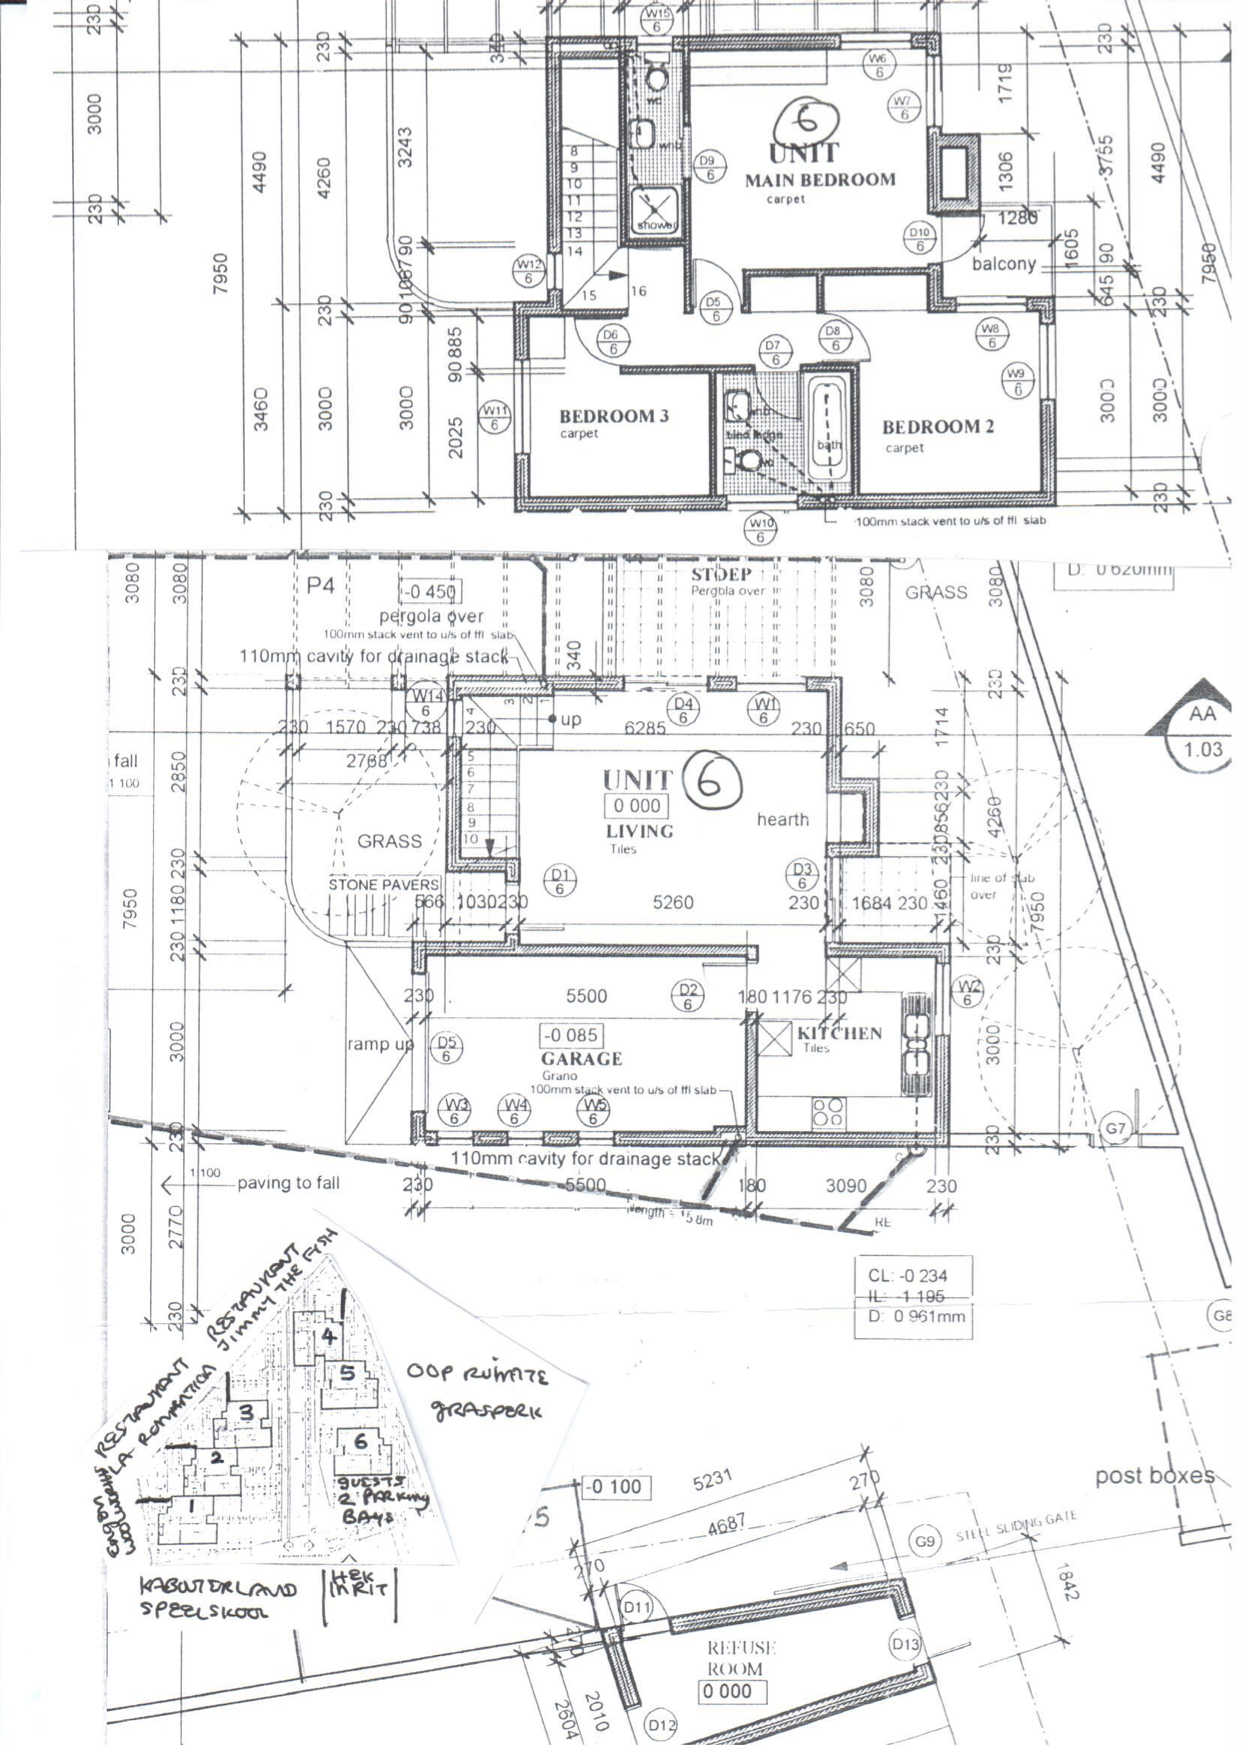 W15
6
230
3000
230
7950
4490
3460
230
4260
230
3000
230
3243
90
1087
90
3000
885
90
2025
340
W6
6
W7
6
6
UNIT
MAIN BEDROOM
carpet
wc
whb
shower
D9
6
8
9
10
11
12
13
14
15
16
W12
6
D10
6
1280
balcony
D5
6
D6
6
D7
6
D8
6
W8
6
W9
6
W11
6
BEDROOM 3
carpet
BEDROOM 2
carpet
whb
tiled ledge
wc
bath
W10
6
100mm stack vent to u/s of ffl slab
1719
1306
1605
645
90
3755
230
3000
230
4490
230
3000
230
7950
3080
3080
P4
-0 450
pergola over
100mm stack vent to u/s of ffl slab
110mm cavity for drainage stack
340
STOEP
Pergola over
3080
GRASS
3080
D: 0 620mm
230
W14
6
D4
6
W1
6
230
1570
230
738
230
up
6285
230
650
2768
fall
1 100
2850
7950
4
3
2
1
5
6
7
8
9
10
UNIT 6
0 000
LIVING
Tiles
hearth
GRASS
STONE PAVERS
D1
6
D3
6
566
1030
230
5260
230
1684
230
line of slab
over
1714
230
856
230
1460
4260
230
7950
AA
1.03
230
1180
230
230
5500
D2
6
180
1176
230
W2
6
-0 085
GARAGE
Grano
100mm stack vent to u/s of ffl slab
KITCHEN
Tiles
ramp up
D5
6
3000
3000
W3
6
W4
6
W5
6
230
230
G7
110mm cavity for drainage stack
1:100
paving to fall
230
5500
180
3090
230
length = 15.8m
RE
3000
2770
230
CL: -0 234
IL: -1 195
D: 0 961mm
G8
RESTAURANT
JIMMY THE FISH
RESTAURANT
LA ROMANTICA
WOOLWORTHS
4
5
3
2
1
6
GUESTS
2 PARKING
BAYS
OOP RUIMTE
GRASPERK
KABOUTERLAND
SPEELSKOOL
HEK
INRIT
-0 100
5
5231
270
4687
270
post boxes
G9
STEEL SLIDING GATE
1842
D11
270
REFUSE
ROOM
0 000
D13
D12
2010
2604